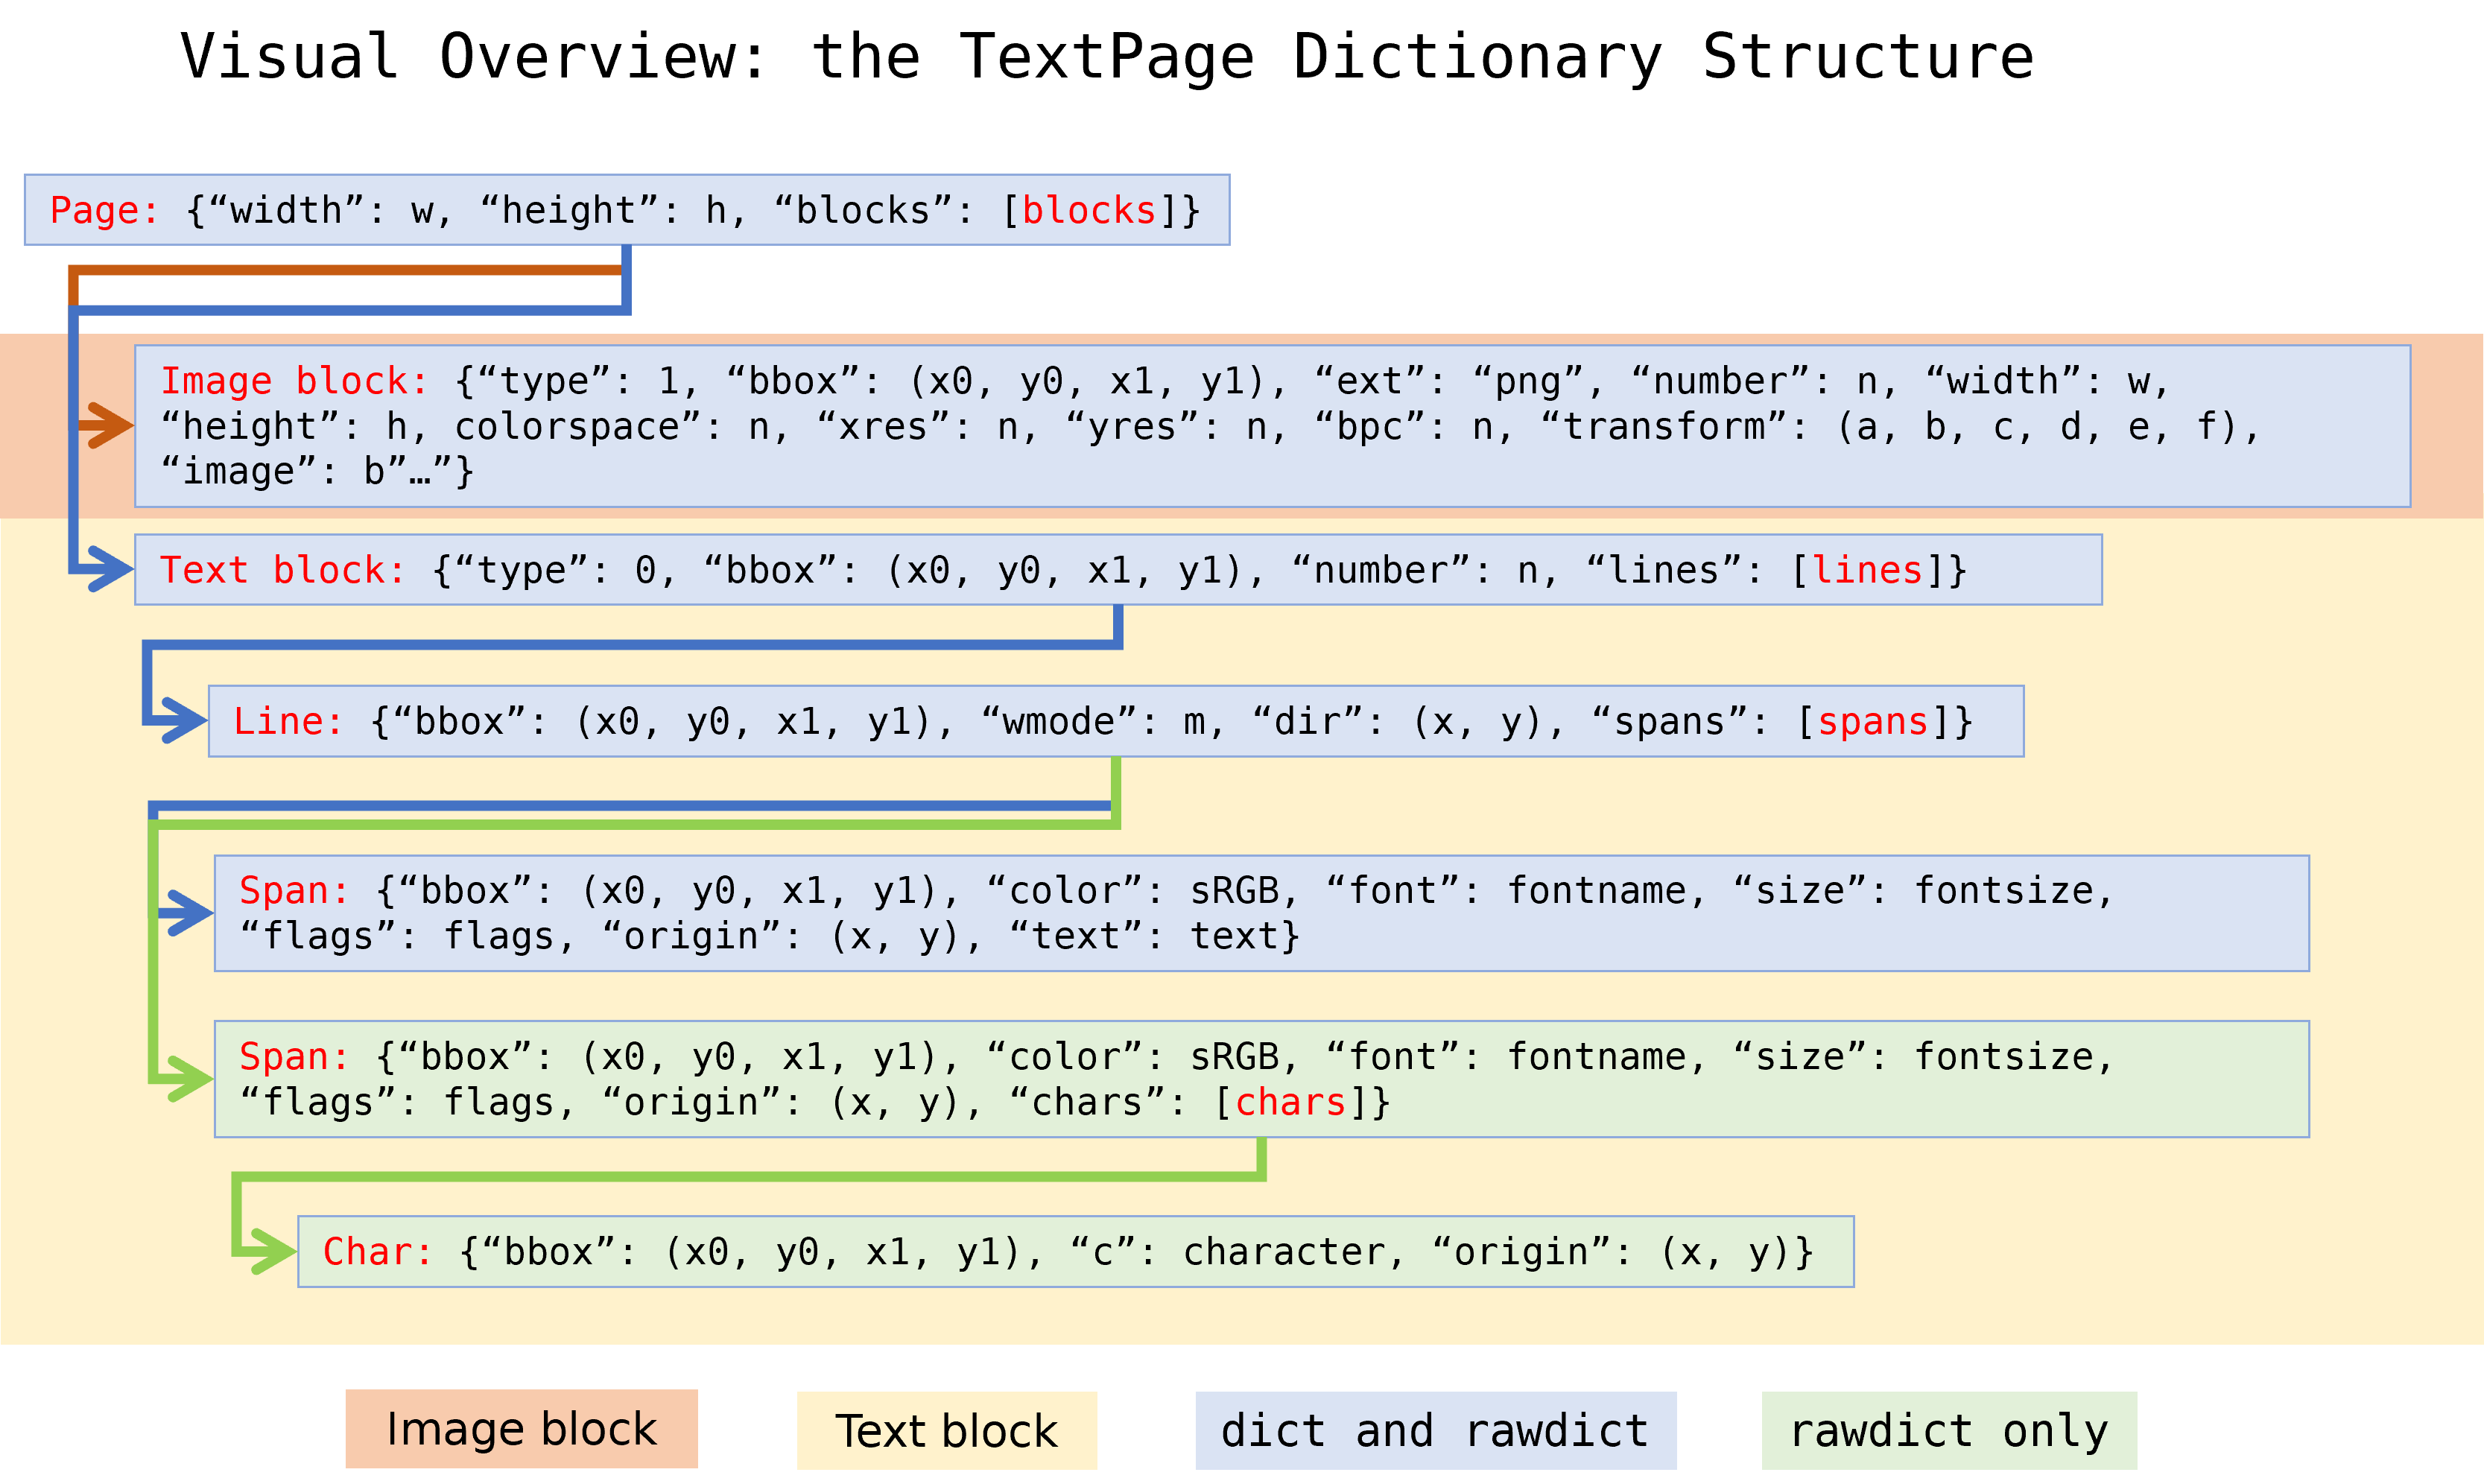 Visual Overview: the TextPage Dictionary Structure
Page: {“width”: w, “height”: h, “blocks”: [blocks]}
Image block: {“type”: 1, “bbox”: (x0, y0, x1, y1), “ext”: “png”, “number”: n, “width”: w,
“height”: h, colorspace”: n, “xres”: n, “yres”: n, “bpc”: n, “transform”: (a, b, c, d, e, f),
“image”: b”…”}
Text block: {“type”: 0, “bbox”: (x0, y0, x1, y1), “number”: n, “lines”: [lines]}
Line: {“bbox”: (x0, y0, x1, y1), “wmode”: m, “dir”: (x, y), “spans”: [spans]}
Span: {“bbox”: (x0, y0, x1, y1), “color”: sRGB, “font”: fontname, “size”: fontsize,
“flags”: flags, “origin”: (x, y), “text”: text}
Span: {“bbox”: (x0, y0, x1, y1), “color”: sRGB, “font”: fontname, “size”: fontsize,
“flags”: flags, “origin”: (x, y), “chars”: [chars]}
Char: {“bbox”: (x0, y0, x1, y1), “c”: character, “origin”: (x, y)}
Image block
Text block
dict and rawdict
rawdict only